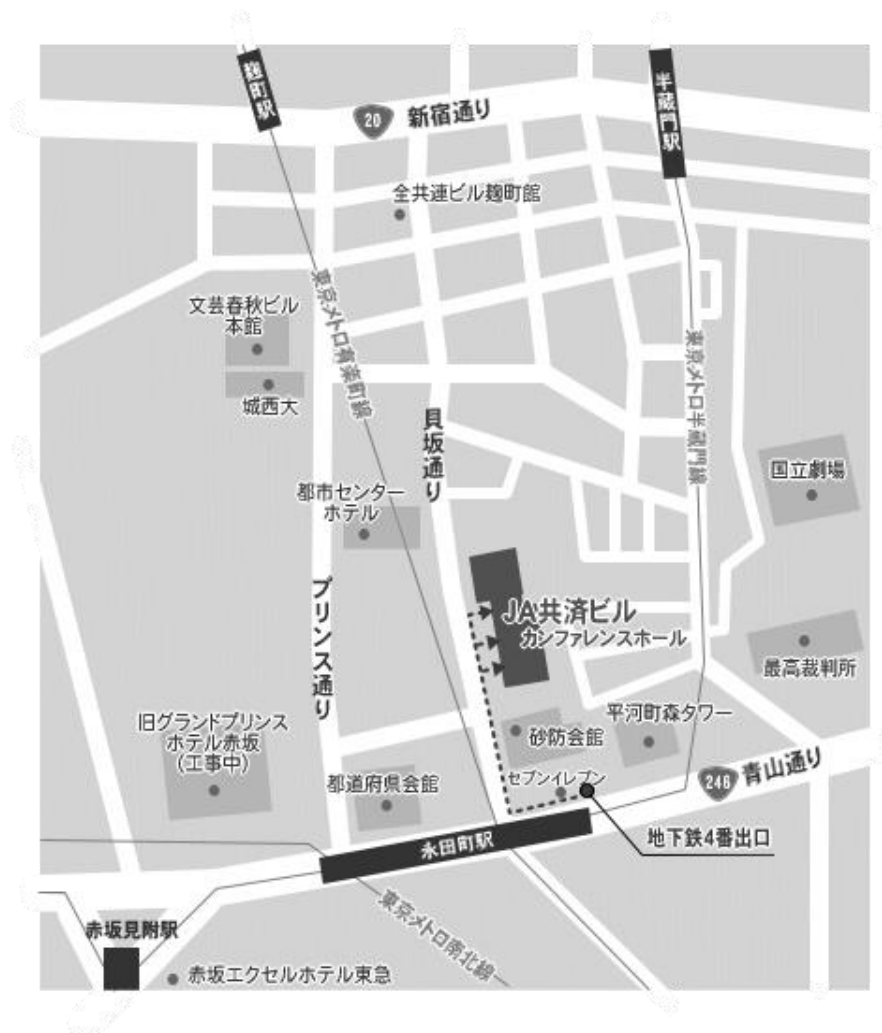 麹町駅
半蔵門駅
20
新宿通り
全共連ビル麹町館
東京メトロ有楽町線
文芸春秋ビル
本館
城西大
東京メトロ半蔵門線
貝坂通り
国立劇場
都市センター
ホテル
プリンス通り
JA共済ビル
カンファレンスホール
最高裁判所
旧グランドプリンス
ホテル赤坂
(工事中)
平河町森タワー
砂防会館
都道府県会館
セブンイレブン
246
青山通り
永田町駅
地下鉄4番出口
東京メトロ南北線
赤坂見附駅
赤坂エクセルホテル東急